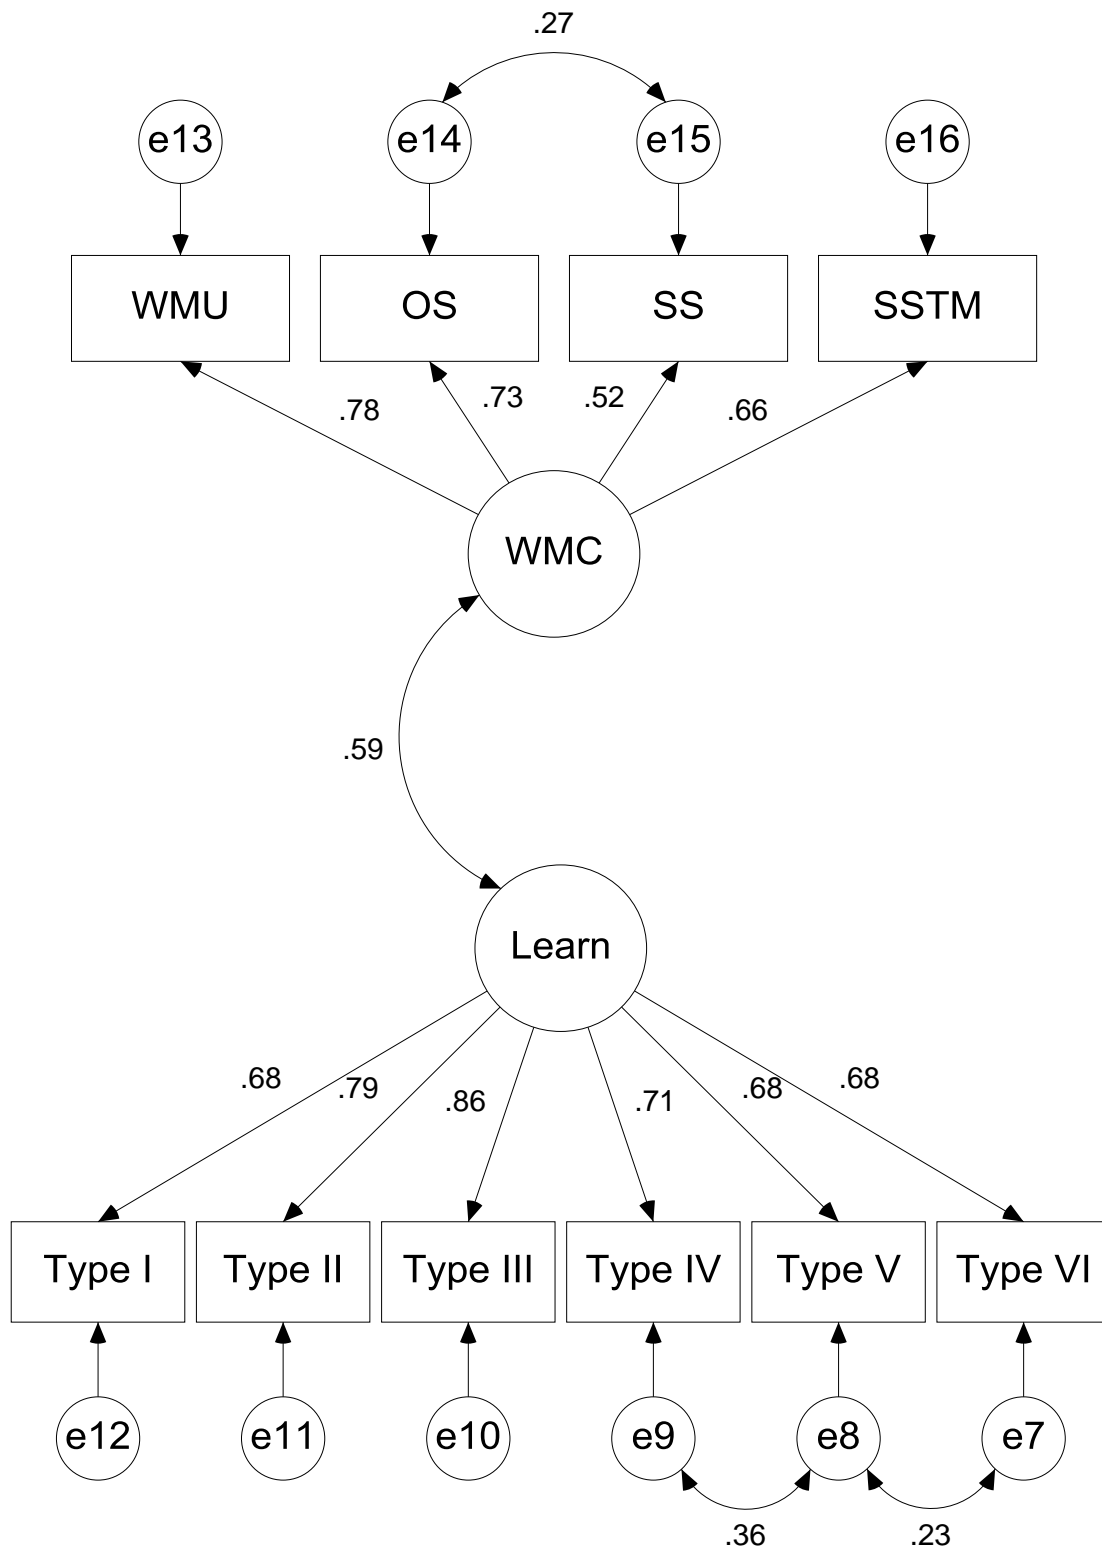 .27
e13 e14 e15 e16
WMU OS SS SSTM
.78 .73 .52 .66
WMC
.59
Learn
.68 .79 .86 .71 .68 .68
Type I Type II Type III Type IV Type V Type VI
e12 e11 e10 e9 e8 e7
.36 .23